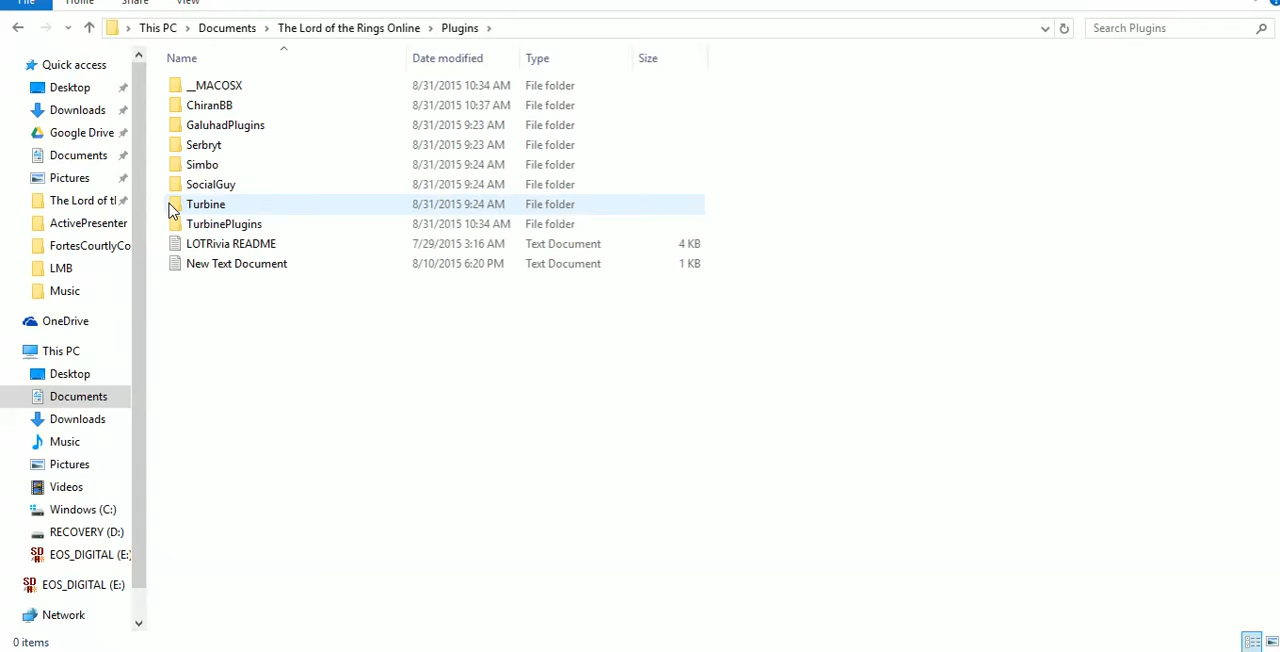 File Home Share View
This PC Documents The Lord of the Rings Online Plugins Search Plugins
Name Date modified Type Size
Quick access
Desktop
Downloads
Google Drive
Documents
Pictures
The Lord of tl
ActivePresenter
FortesCourtlyCo
LMB
Music
OneDrive
This PC
Desktop
Documents
Downloads
Music
Pictures
Videos
Windows (C:)
RECOVERY (D:)
EOS_DIGITAL (E:)
EOS_DIGITAL (E:)
Network
__MACOSX 8/31/2015 10:34 AM File folder
ChiranBB 8/31/2015 10:37 AM File folder
GaluhadPlugins 8/31/2015 9:23 AM File folder
Serbryt 8/31/2015 9:23 AM File folder
Simbo 8/31/2015 9:24 AM File folder
SocialGuy 8/31/2015 9:24 AM File folder
Turbine 8/31/2015 9:24 AM File folder
TurbinePlugins 8/31/2015 10:34 AM File folder
LOTRivia README 7/29/2015 3:16 AM Text Document 4 KB
New Text Document 8/10/2015 6:20 PM Text Document 1 KB
0 items